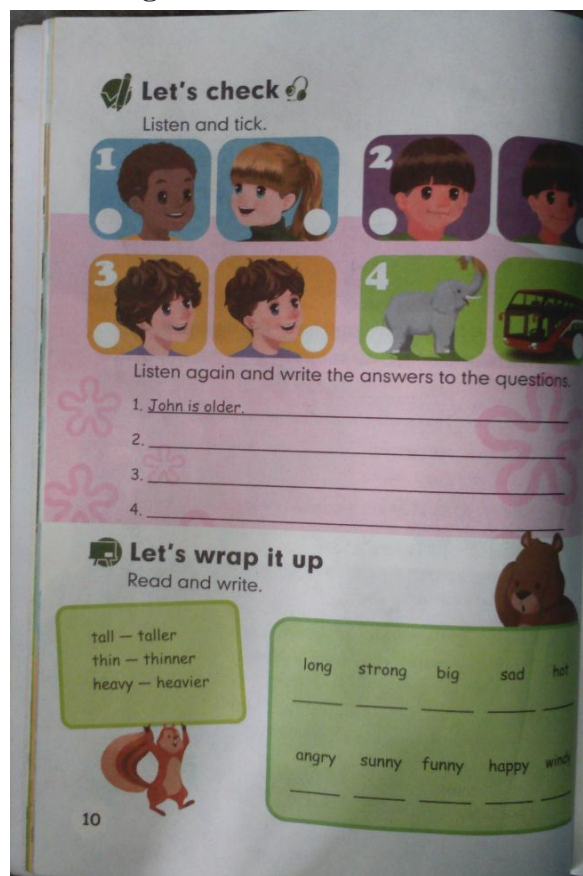 Let's check
Listen and tick.
1
2
3
4
Listen again and write the answers to the questions.
1. John is older.
2.
3.
4.
Let's wrap it up
Read and write.
tall — taller
thin — thinner
heavy — heavier
long strong big sad hot
angry sunny funny happy windy
10